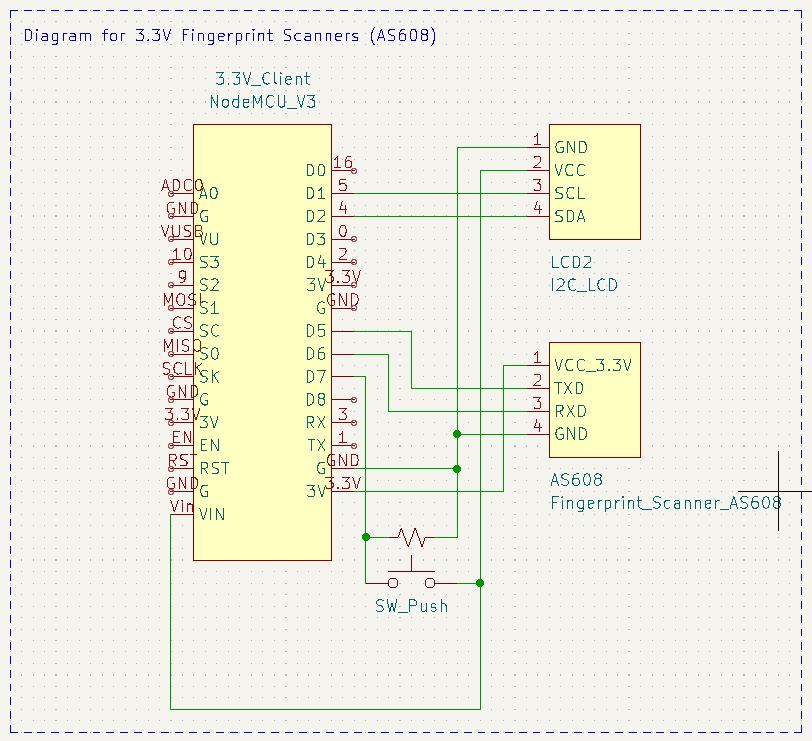 Diagram for 3.3V Fingerprint Scanners (AS608)
3.3V_Client
NodeMCU_V3
D0 16
ADC0 A0
D1 5
GND G
D2 4
VUSB VU
D3 0
10 S3
D4 2
9 S2
3V 3.3V
MOSI S1
G GND
CS SC
D5
MISO S0
D6
SCLK SK
D7
GND G
D8
3.3V 3V
RX 3
EN EN
TX 1
RST RST
G GND
GND G
3V 3.3V
Vin VIN
1 GND
2 VCC
3 SCL
4 SDA
LCD2
I2C_LCD
1 VCC_3.3V
2 TXD
3 RXD
4 GND
AS608
Fingerprint_Scanner_AS608
SW_Push